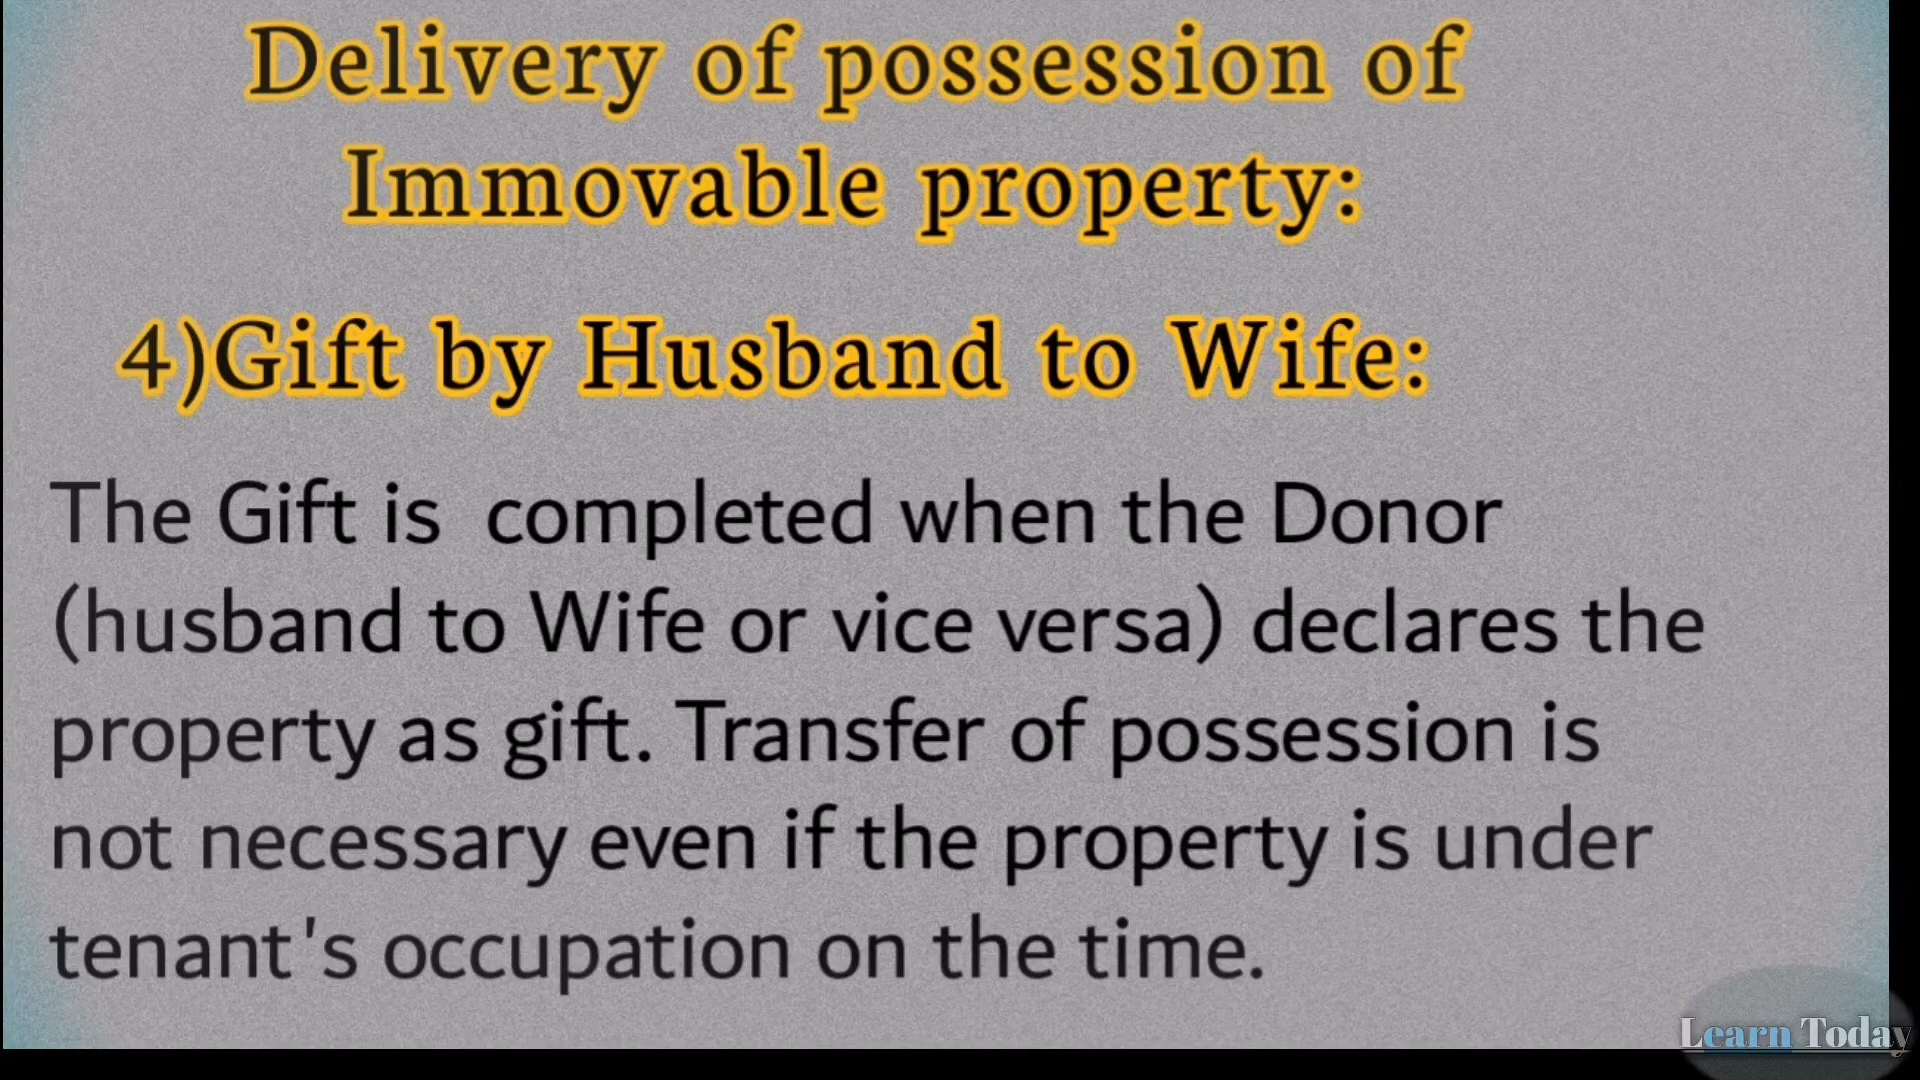 Delivery of possession of
Immovable property:
4)Gift by Husband to Wife:
The Gift is  completed when the Donor
(husband to Wife or vice versa) declares the
property as gift. Transfer of possession is
not necessary even if the property is under
tenant's occupation on the time.
Learn Today